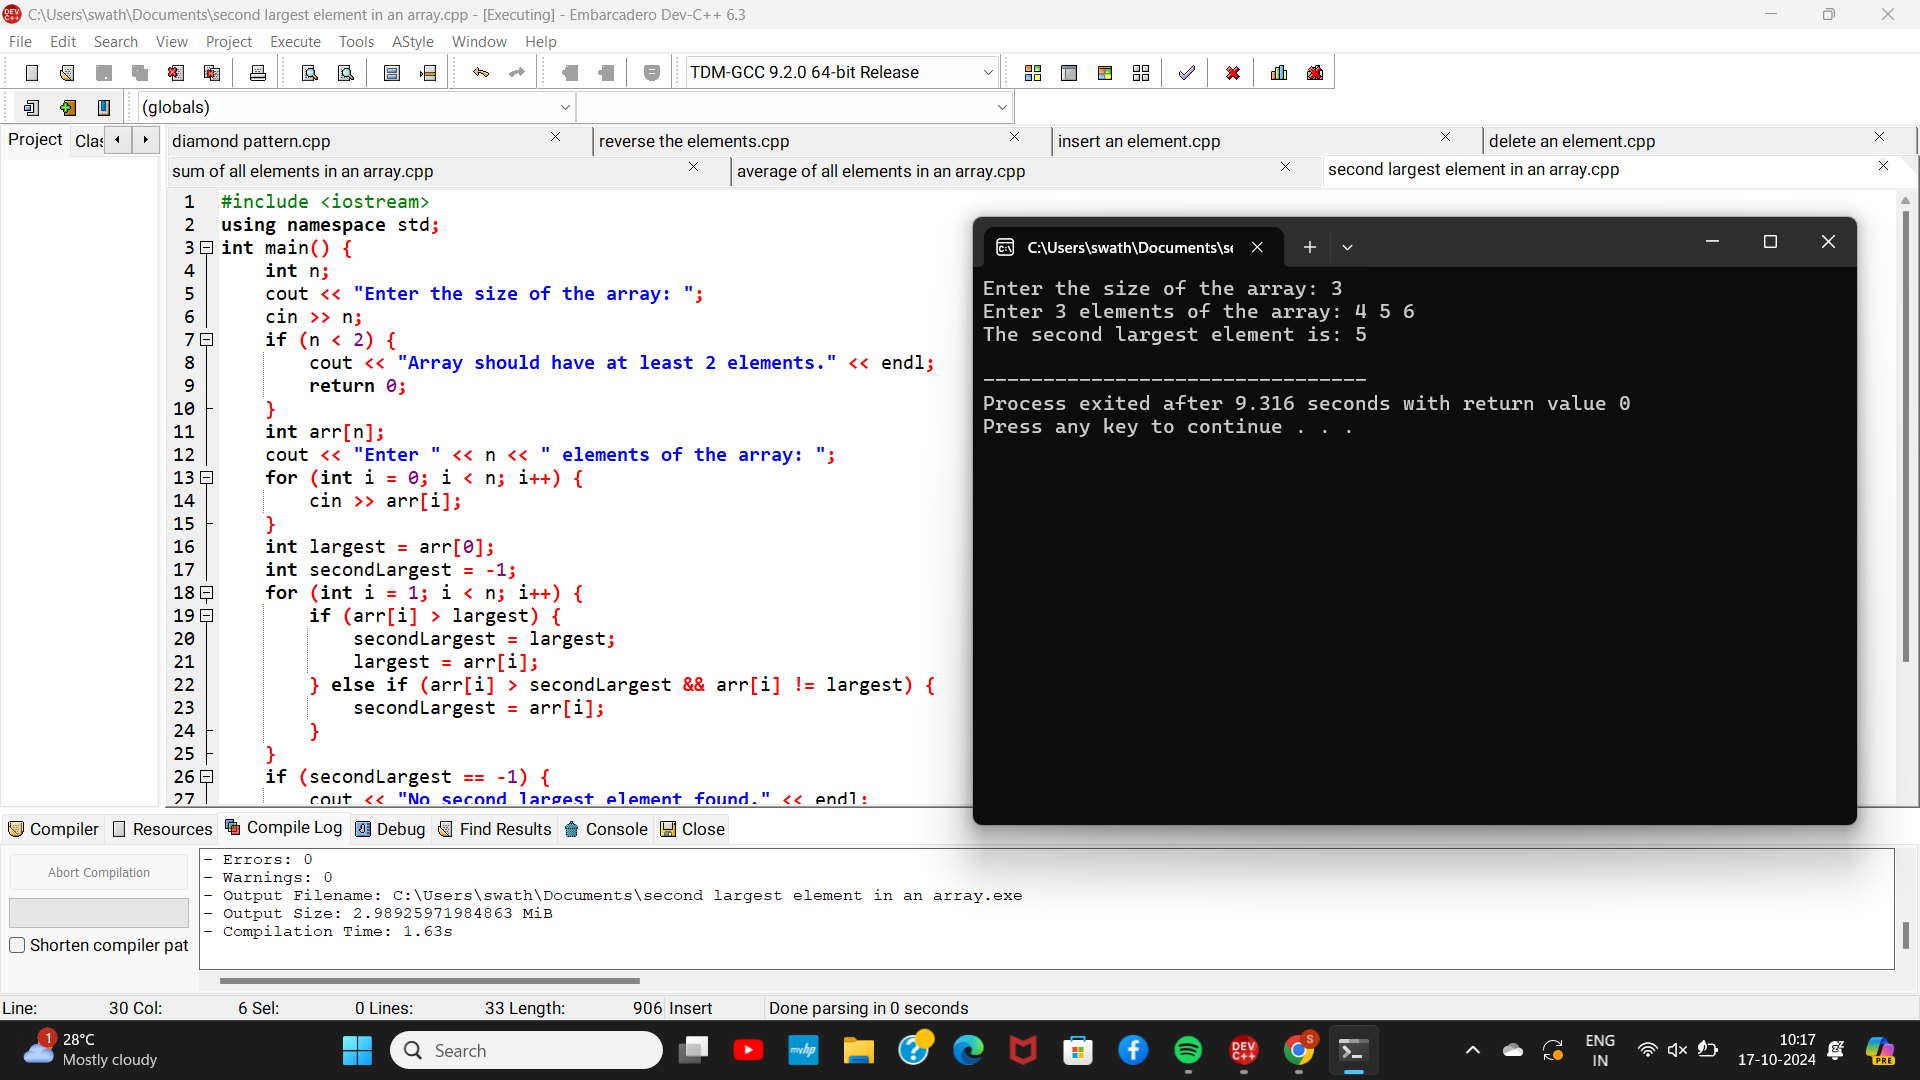 C:\Users\swath\Documents\second largest element in an array.cpp - [Executing] - Embarcadero Dev-C++ 6.3
File Edit Search View Project Execute Tools AStyle Window Help
TDM-GCC 9.2.0 64-bit Release
(globals)
Project Clas
diamond pattern.cpp reverse the elements.cpp insert an element.cpp delete an element.cpp
sum of all elements in an array.cpp average of all elements in an array.cpp second largest element in an array.cpp
1 #include <iostream>
2 using namespace std;
3 int main() {
4 int n;
5 cout << "Enter the size of the array: ";
6 cin >> n;
7 if (n < 2) {
8 cout << "Array should have at least 2 elements." << endl;
9 return 0;
10 }
11 int arr[n];
12 cout << "Enter " << n << " elements of the array: ";
13 for (int i = 0; i < n; i++) {
14 cin >> arr[i];
15 }
16 int largest = arr[0];
17 int secondLargest = -1;
18 for (int i = 1; i < n; i++) {
19 if (arr[i] > largest) {
20 secondLargest = largest;
21 largest = arr[i];
22 } else if (arr[i] > secondLargest && arr[i] != largest) {
23 secondLargest = arr[i];
24 }
25 }
26 if (secondLargest == -1) {
27 cout << "No second largest element found." << endl;
C:\Users\swath\Documents\se
Enter the size of the array: 3
Enter 3 elements of the array: 4 5 6
The second largest element is: 5
--------------------------------
Process exited after 9.316 seconds with return value 0
Press any key to continue . . .
Compiler Resources Compile Log Debug Find Results Console Close
Abort Compilation
Shorten compiler pat
- Errors: 0
- Warnings: 0
- Output Filename: C:\Users\swath\Documents\second largest element in an array.exe
- Output Size: 2.98925971984863 MiB
- Compilation Time: 1.63s
Line: 30 Col: 6 Sel: 0 Lines: 33 Length: 906 Insert Done parsing in 0 seconds
1
28°C
Mostly cloudy
Search
myhp
DEV C++
S
ENG
IN
10:17
17-10-2024
PRE